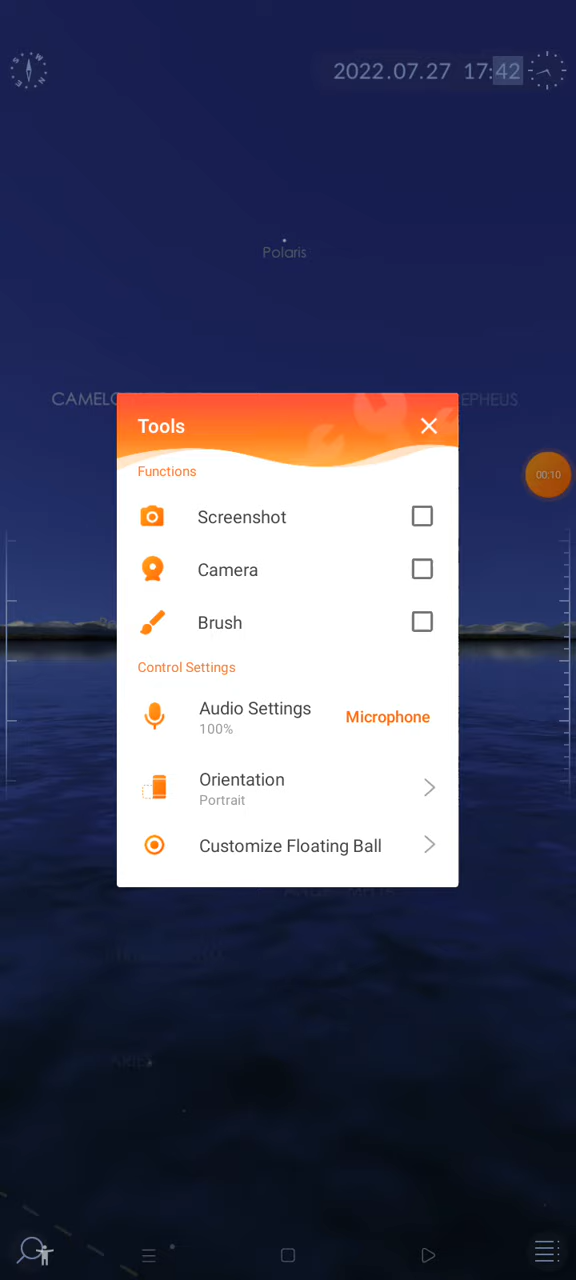 2022.07.27 17:42
Polaris
CAMELO
EPHEUS
Tools
Functions
00:10
Screenshot
Camera
Brush
Control Settings
Audio Settings
100%
Microphone
Orientation
Portrait
Customize Floating Ball